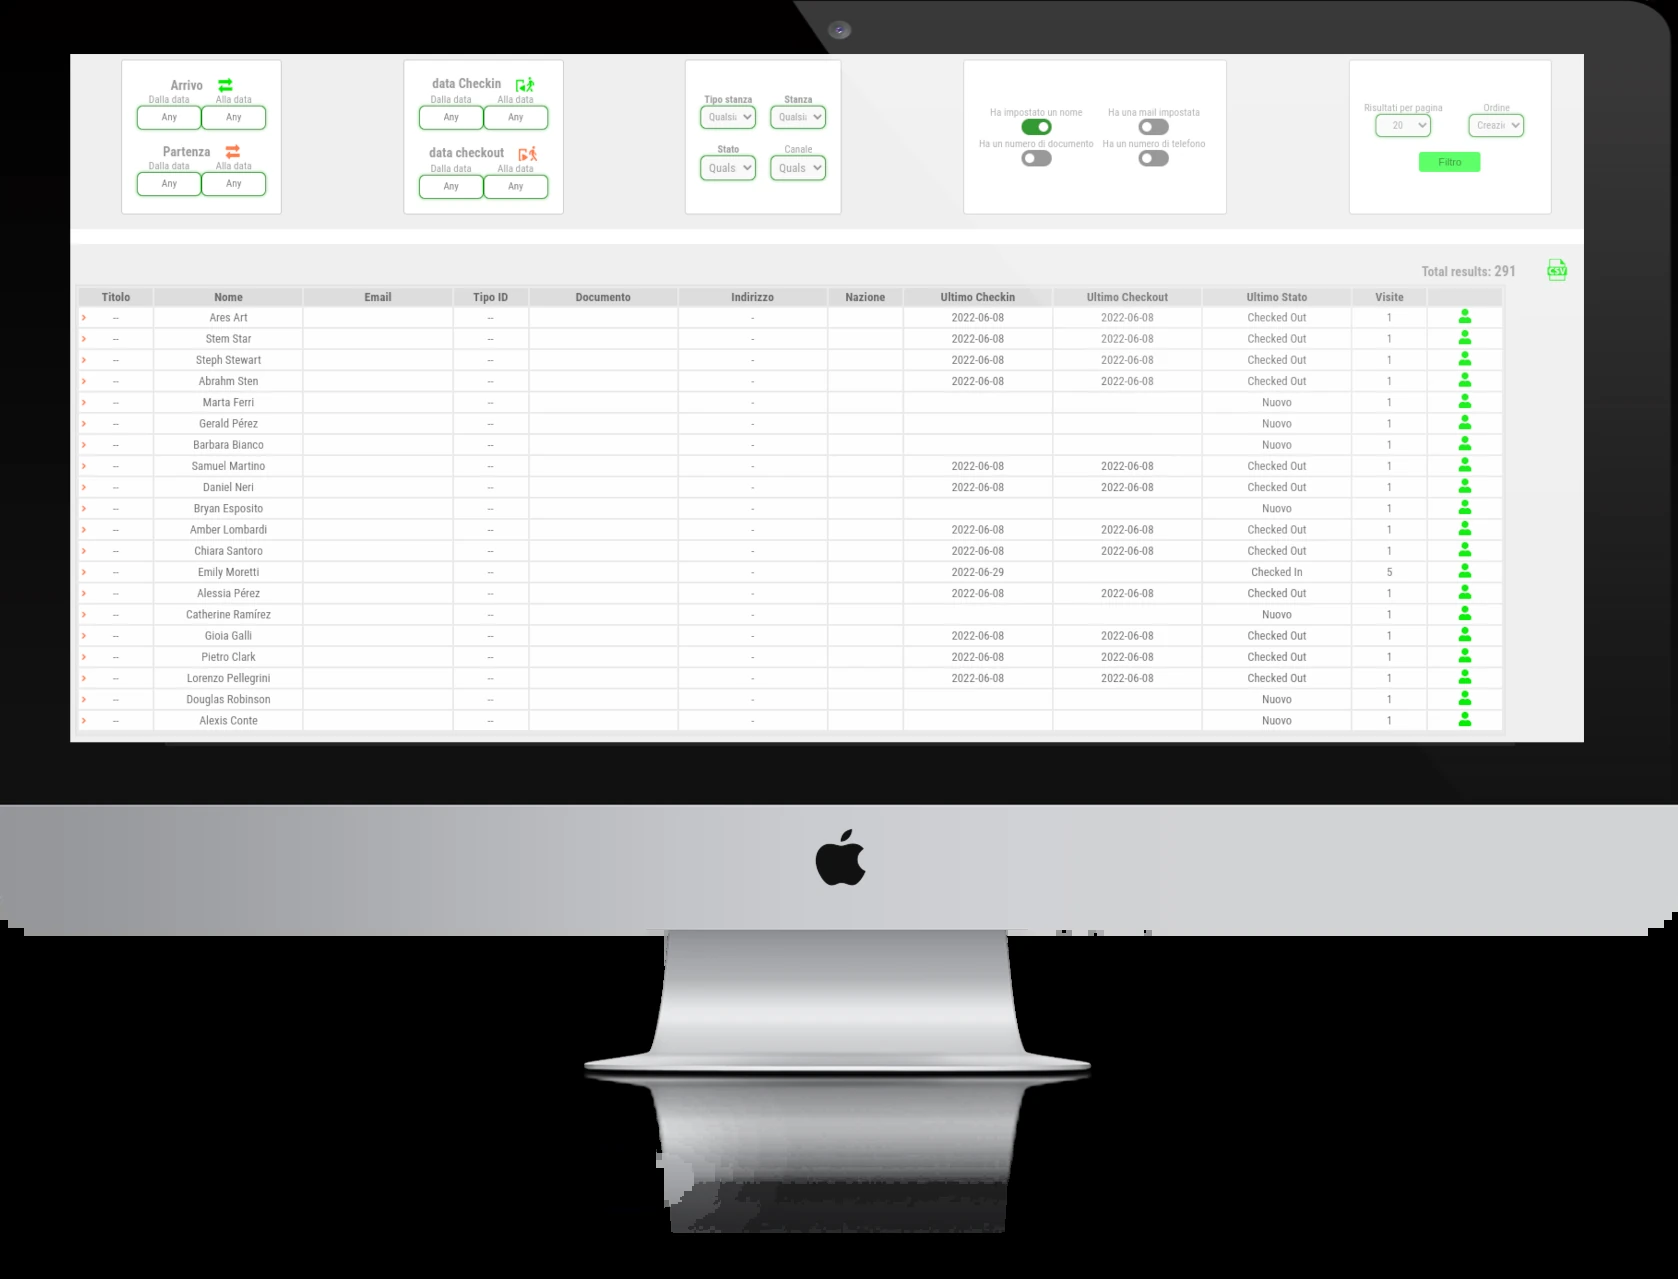 Arrivo
Dalla data Alla data
Any Any
Partenza
Dalla data Alla data
Any Any
data Checkin
Dalla data Alla data
Any Any
data checkout
Dalla data Alla data
Any Any
Tipo stanza Stanza
Qualsi Qualsi
Stato Canale
Quals Quals
Ha impostato un nome Ha una mail impostata
Ha un numero di documento Ha un numero di telefono
Risultati per pagina Ordine
20 Creazi
Filtro
Total results: 291
CSV
Titolo Nome Email Tipo ID Documento Indirizzo Nazione Ultimo Checkin Ultimo Checkout Ultimo Stato Visite
-- Ares Art -- - 2022-06-08 2022-06-08 Checked Out 1
-- Stem Star -- - 2022-06-08 2022-06-08 Checked Out 1
-- Steph Stewart -- - 2022-06-08 2022-06-08 Checked Out 1
-- Abrahm Sten -- - 2022-06-08 2022-06-08 Checked Out 1
-- Marta Ferri -- - Nuovo 1
-- Gerald Pérez -- - Nuovo 1
-- Barbara Bianco -- - Nuovo 1
-- Samuel Martino -- - 2022-06-08 2022-06-08 Checked Out 1
-- Daniel Neri -- - 2022-06-08 2022-06-08 Checked Out 1
-- Bryan Esposito -- - Nuovo 1
-- Amber Lombardi -- - 2022-06-08 2022-06-08 Checked Out 1
-- Chiara Santoro -- - 2022-06-08 2022-06-08 Checked Out 1
-- Emily Moretti -- - 2022-06-29 Checked In 5
-- Alessia Pérez -- - 2022-06-08 2022-06-08 Checked Out 1
-- Catherine Ramírez -- - Nuovo 1
-- Gioia Galli -- - 2022-06-08 2022-06-08 Checked Out 1
-- Pietro Clark -- - 2022-06-08 2022-06-08 Checked Out 1
-- Lorenzo Pellegrini -- - 2022-06-08 2022-06-08 Checked Out 1
-- Douglas Robinson -- - Nuovo 1
-- Alexis Conte -- - Nuovo 1